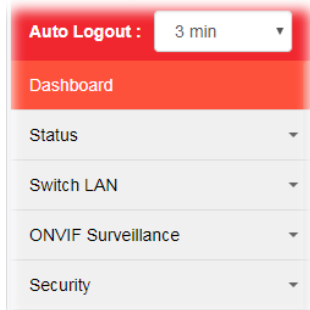 Auto Logout : 3 min
Dashboard
Status
Switch LAN
ONVIF Surveillance
Security